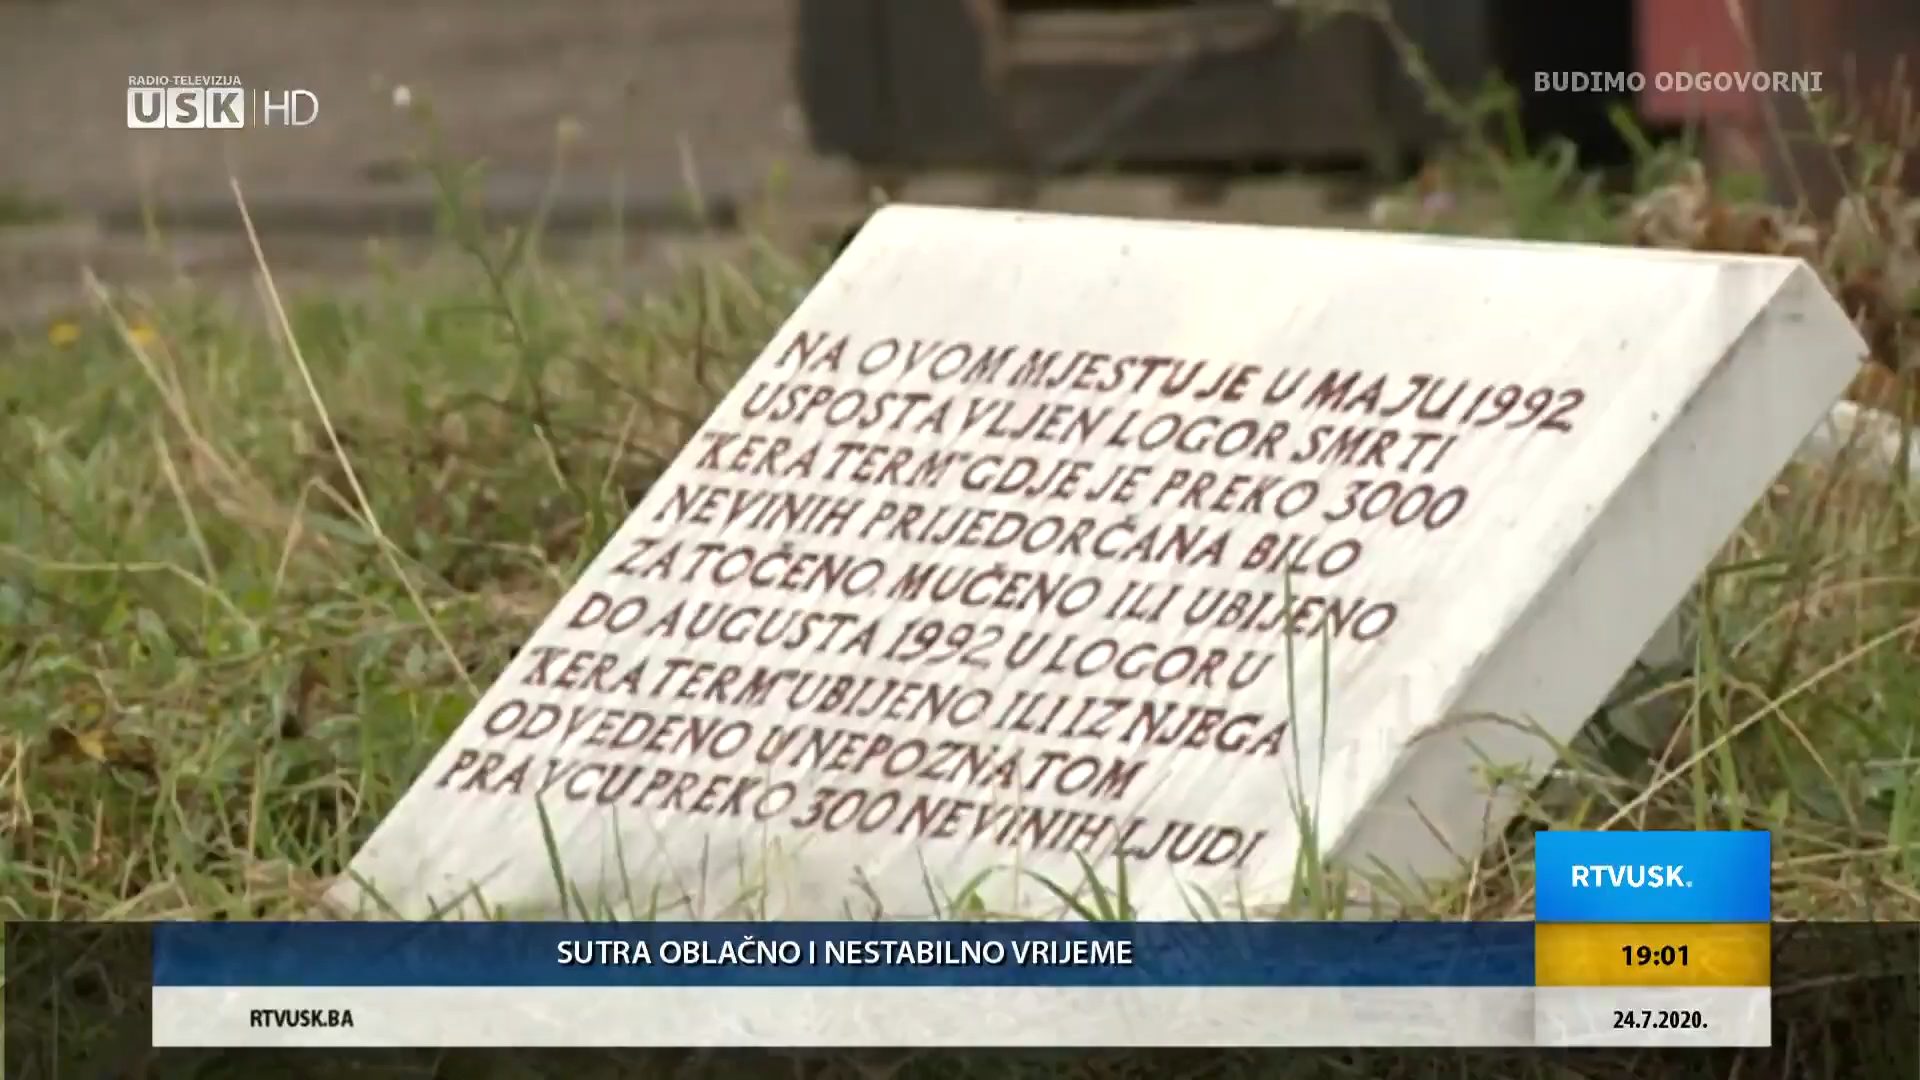 RADIO-TELEVIZIJA
USK HD
BUDIMO ODGOVORNI
NA OVOM MJESTU JE U MAJU 1992
USPOSTAVLJEN LOGOR SMRTI
"KERATERM" GDJE JE PREKO 3000
NEVINIH PRIJEDORČANA BILO
ZATOČENO, MUČENO ILI UBIJENO
DO AUGUSTA 1992 U LOGORU
"KERATERM" UBIJENO ILI IZ NJEGA
ODVEDENO U NEPOZNATOM
PRAVCU PREKO 300 NEVINIH LJUDI
RTVUSK.
SUTRA OBLAČNO I NESTABILNO VRIJEME
19:01
RTVUSK.BA
24.7.2020.